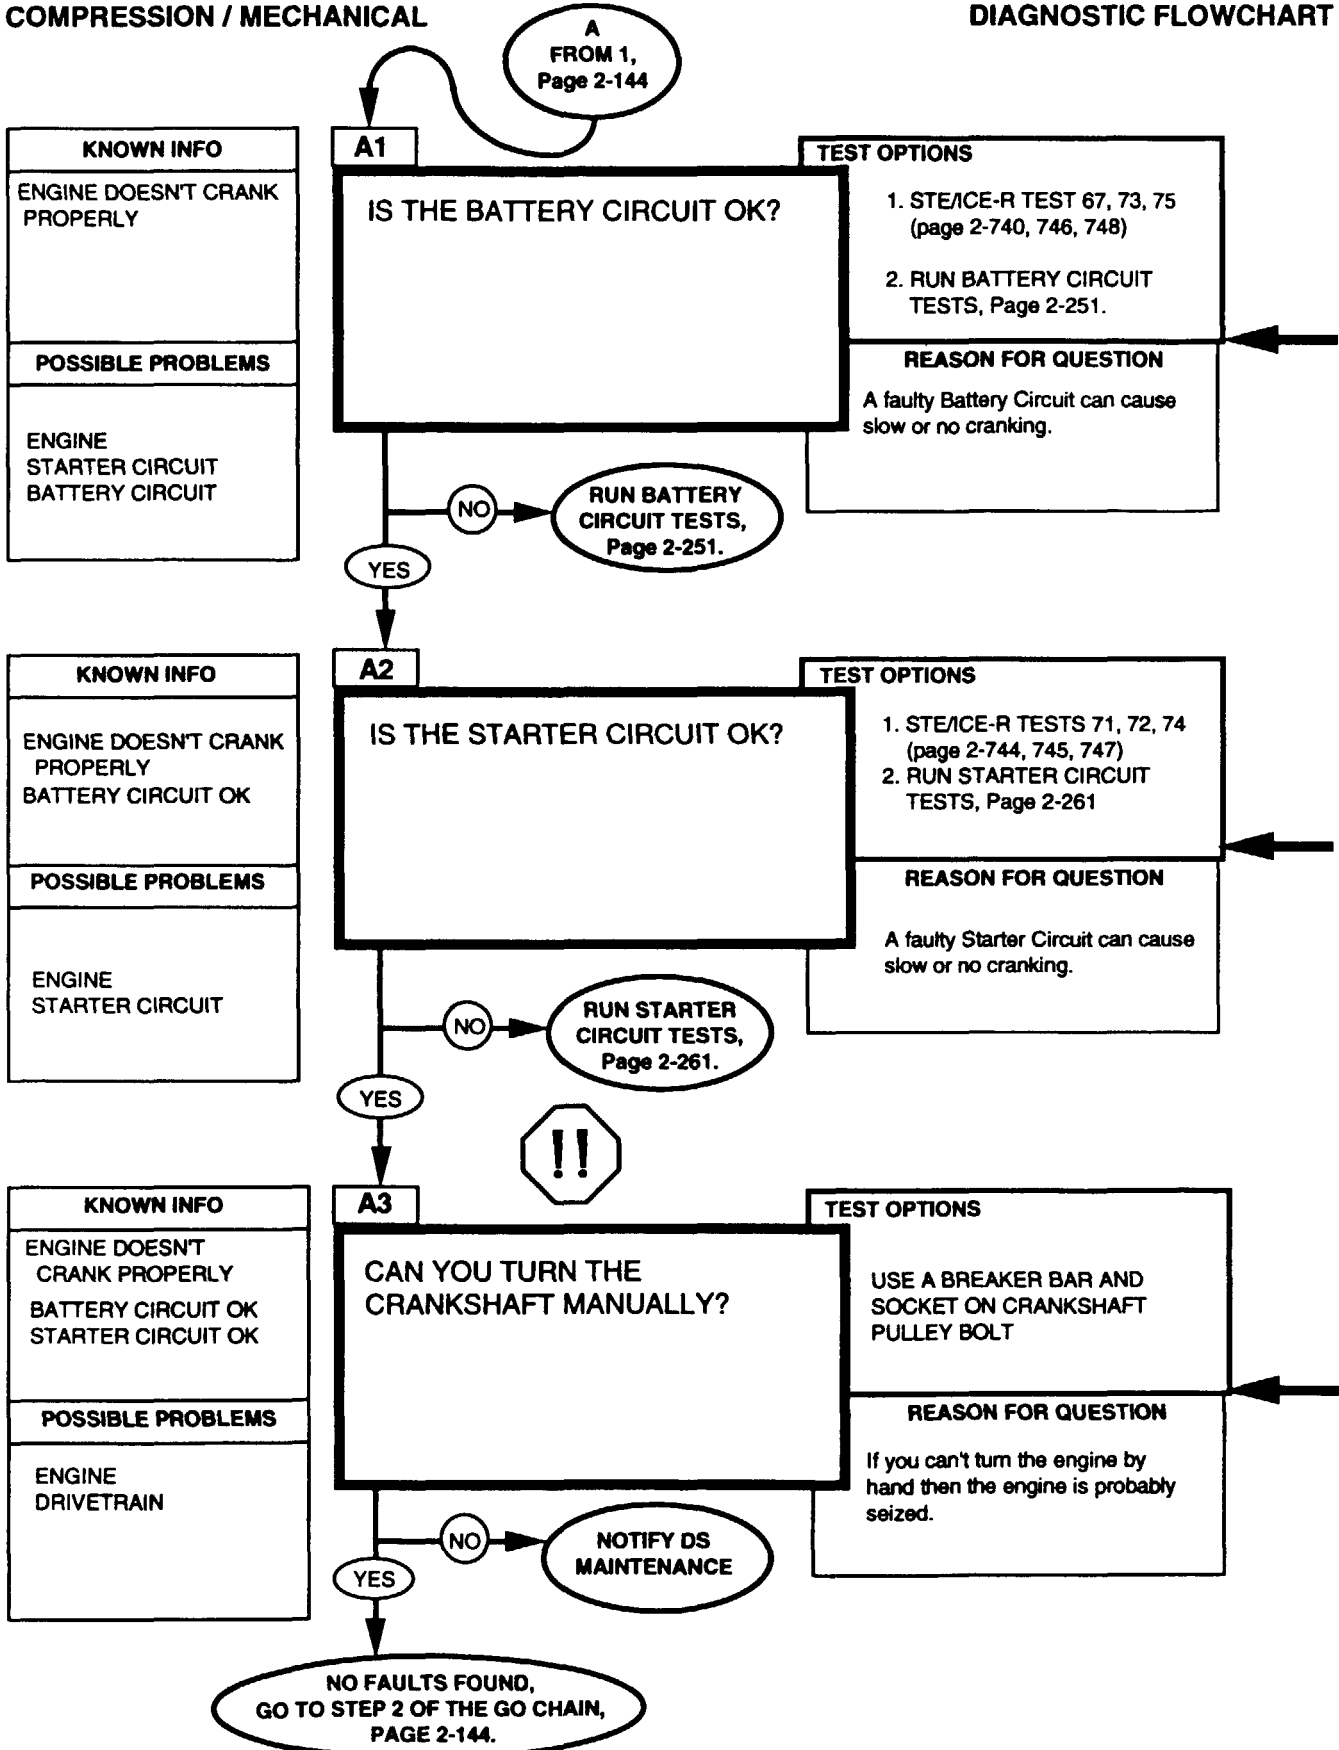 COMPRESSION / MECHANICAL
DIAGNOSTIC FLOWCHART
A
FROM 1,
Page 2-144
KNOWN INFO
ENGINE DOESN'T CRANK
PROPERLY
POSSIBLE PROBLEMS
ENGINE
STARTER CIRCUIT
BATTERY CIRCUIT
A1
IS THE BATTERY CIRCUIT OK?
TEST OPTIONS
1. STE/ICE-R TEST 67, 73, 75
(page 2-740, 746, 748)
2. RUN BATTERY CIRCUIT
TESTS, Page 2-251.
REASON FOR QUESTION
A faulty Battery Circuit can cause
slow or no cranking.
NO
RUN BATTERY
CIRCUIT TESTS,
Page 2-251.
YES
KNOWN INFO
ENGINE DOESN'T CRANK
PROPERLY
BATTERY CIRCUIT OK
POSSIBLE PROBLEMS
ENGINE
STARTER CIRCUIT
A2
IS THE STARTER CIRCUIT OK?
TEST OPTIONS
1. STE/ICE-R TESTS 71, 72, 74
(page 2-744, 745, 747)
2. RUN STARTER CIRCUIT
TESTS, Page 2-261
REASON FOR QUESTION
A faulty Starter Circuit can cause
slow or no cranking.
NO
RUN STARTER
CIRCUIT TESTS,
Page 2-261.
YES
!!
KNOWN INFO
ENGINE DOESN'T
CRANK PROPERLY
BATTERY CIRCUIT OK
STARTER CIRCUIT OK
POSSIBLE PROBLEMS
ENGINE
DRIVETRAIN
A3
CAN YOU TURN THE
CRANKSHAFT MANUALLY?
TEST OPTIONS
USE A BREAKER BAR AND
SOCKET ON CRANKSHAFT
PULLEY BOLT
REASON FOR QUESTION
If you can't turn the engine by
hand then the engine is probably
seized.
NO
NOTIFY DS
MAINTENANCE
YES
NO FAULTS FOUND,
GO TO STEP 2 OF THE GO CHAIN,
PAGE 2-144.